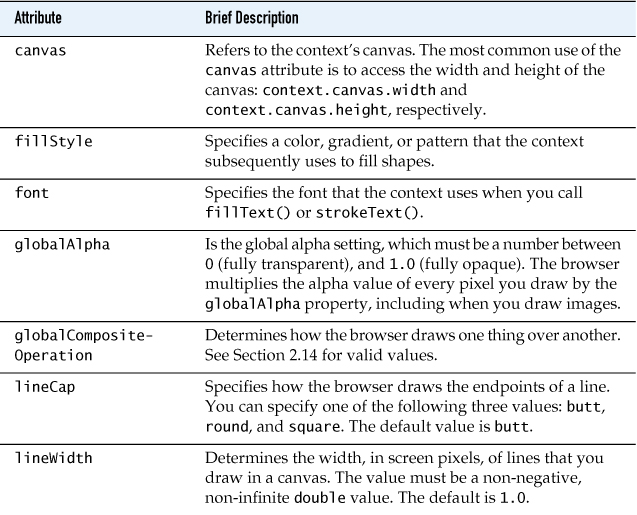 Attribute Brief Description
canvas Refers to the context’s canvas. The most common use of the
canvas attribute is to access the width and height of the
canvas: context.canvas.width and
context.canvas.height, respectively.
fillStyle Specifies a color, gradient, or pattern that the context
subsequently uses to fill shapes.
font Specifies the font that the context uses when you call
fillText() or strokeText().
globalAlpha Is the global alpha setting, which must be a number between
0 (fully transparent), and 1.0 (fully opaque). The browser
multiplies the alpha value of every pixel you draw by the
globalAlpha property, including when you draw images.
globalComposite- Determines how the browser draws one thing over another.
Operation See Section 2.14 for valid values.
lineCap Specifies how the browser draws the endpoints of a line.
You can specify one of the following three values: butt,
round, and square. The default value is butt.
lineWidth Determines the width, in screen pixels, of lines that you
draw in a canvas. The value must be a non-negative,
non-infinite double value. The default is 1.0.